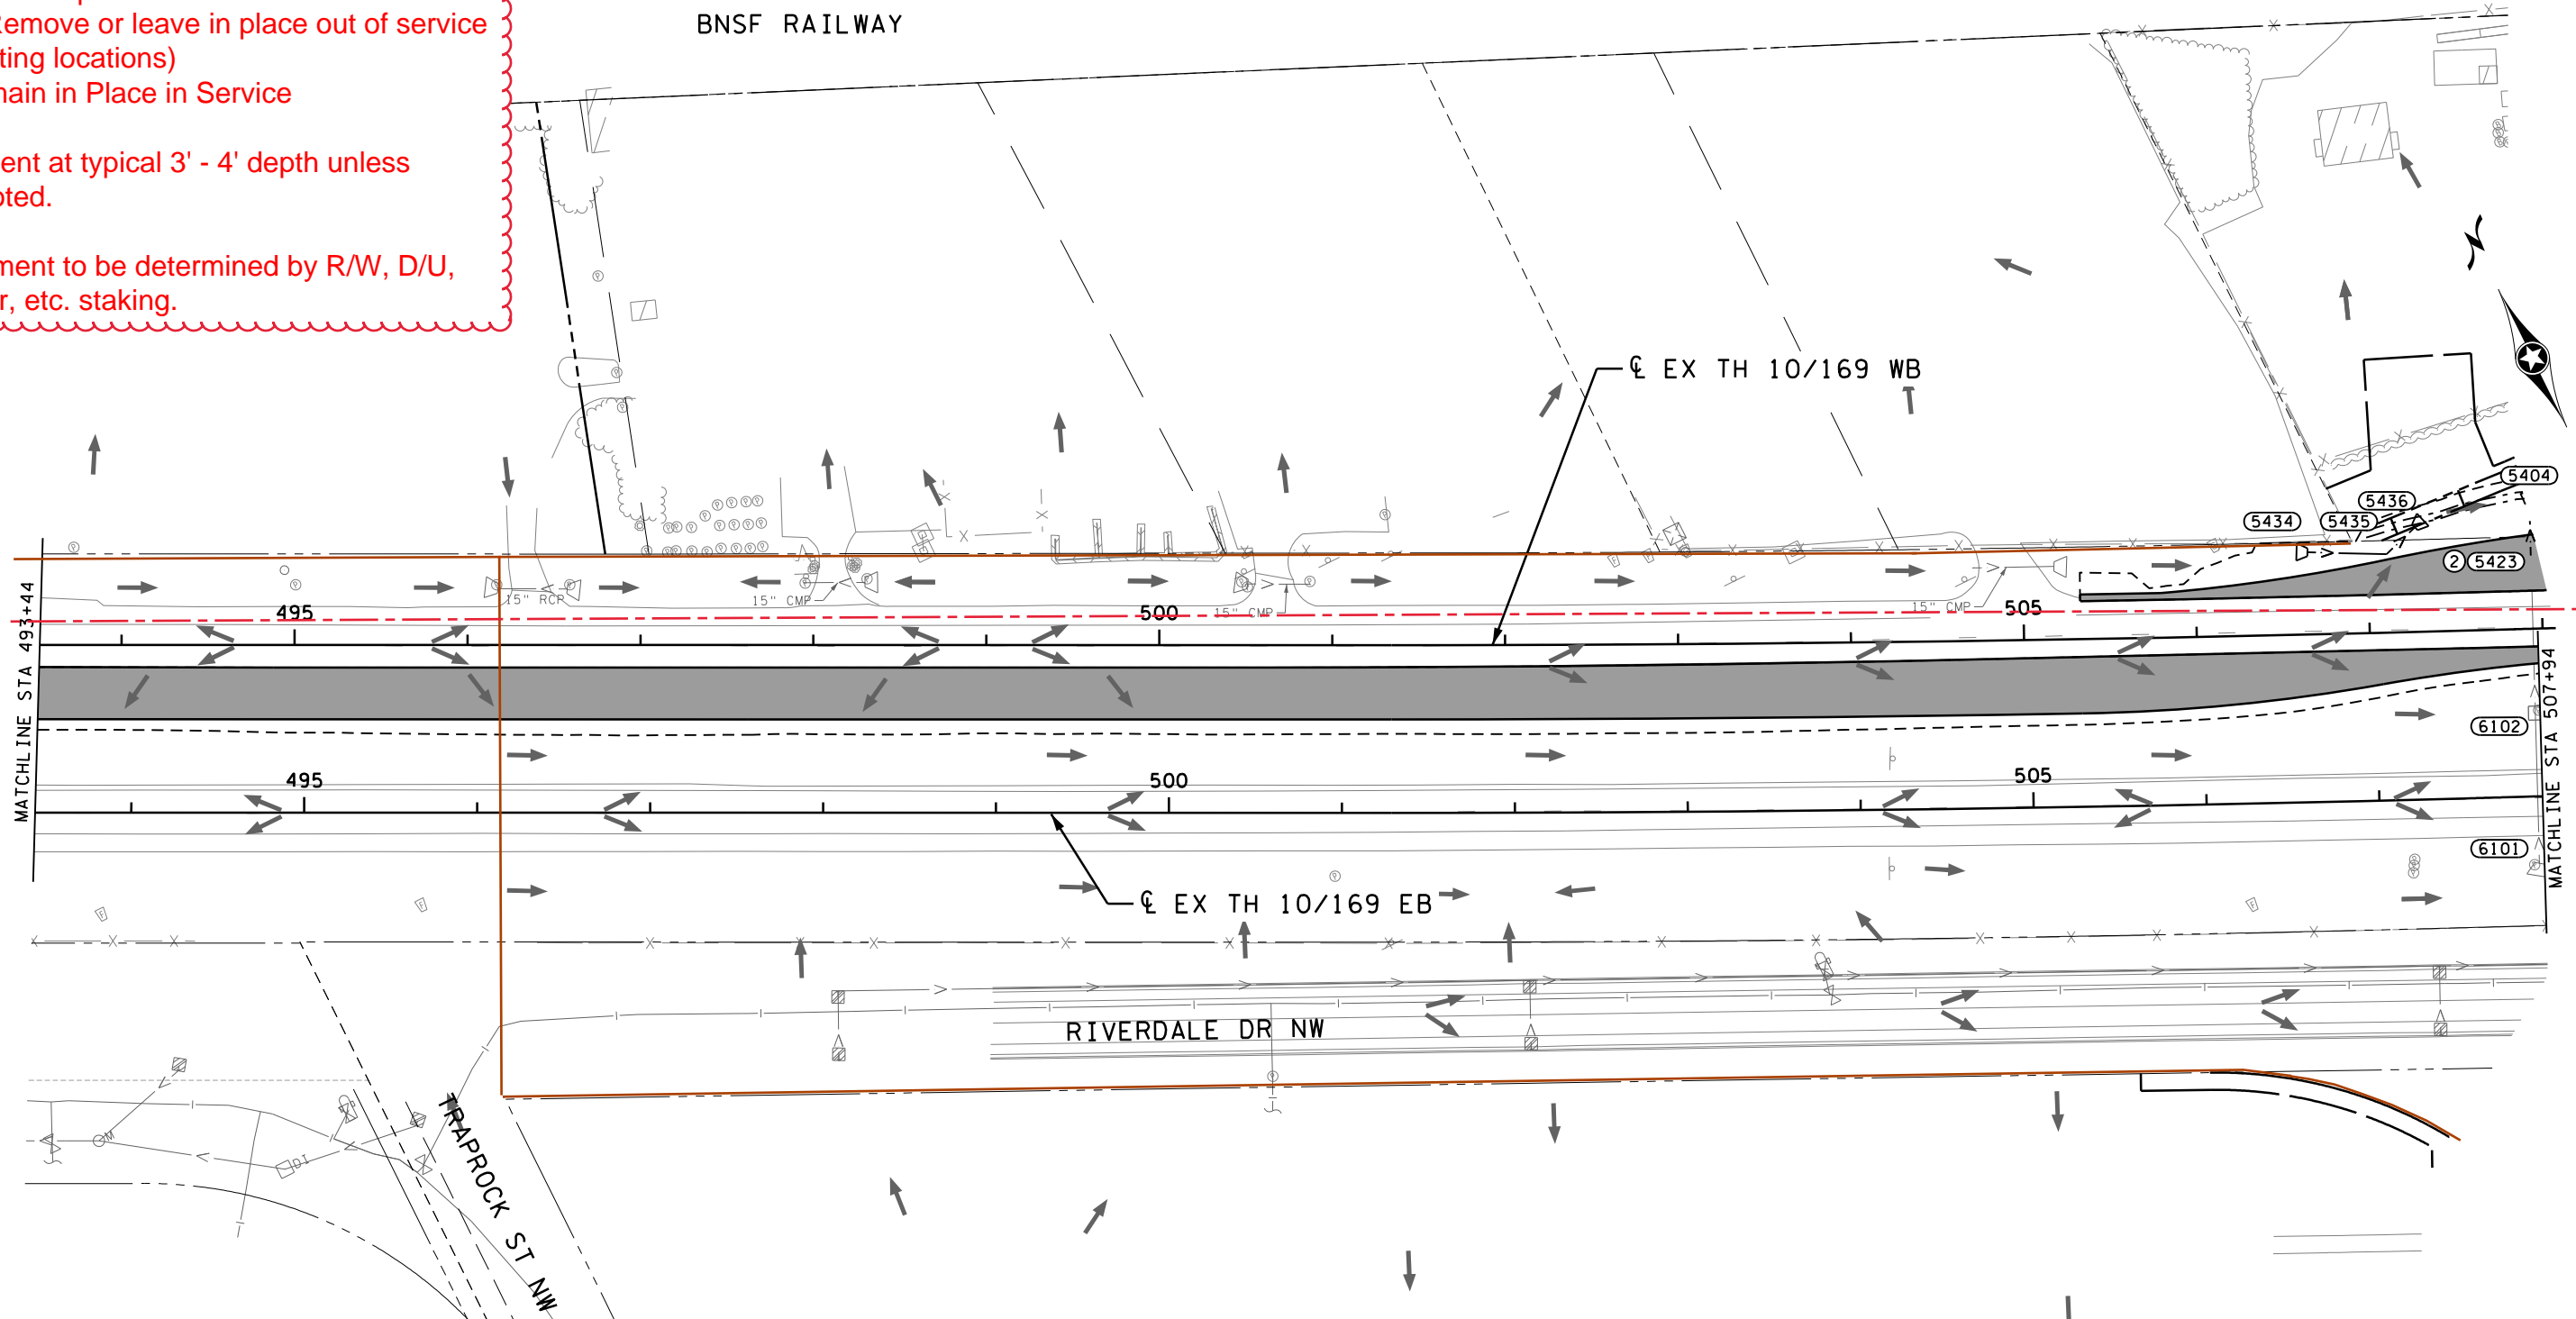 BNSF RAILWAY
Remove or leave in place out of service
ting locations)
main in Place in Service
ent at typical 3' - 4' depth unless
oted.
ment to be determined by R/W, D/U,
r, etc. staking.
℄ EX TH 10/169 WB
5404
5436
5434
5435
2
5423
15" RCP
15" CMP
15" CMP
15" CMP
495
500
505
MATCHLINE STA 493+44
MATCHLINE STA 507+94
6102
495
500
505
6101
℄ EX TH 10/169 EB
RIVERDALE DR NW
TRAPROCK ST NW
M
DI